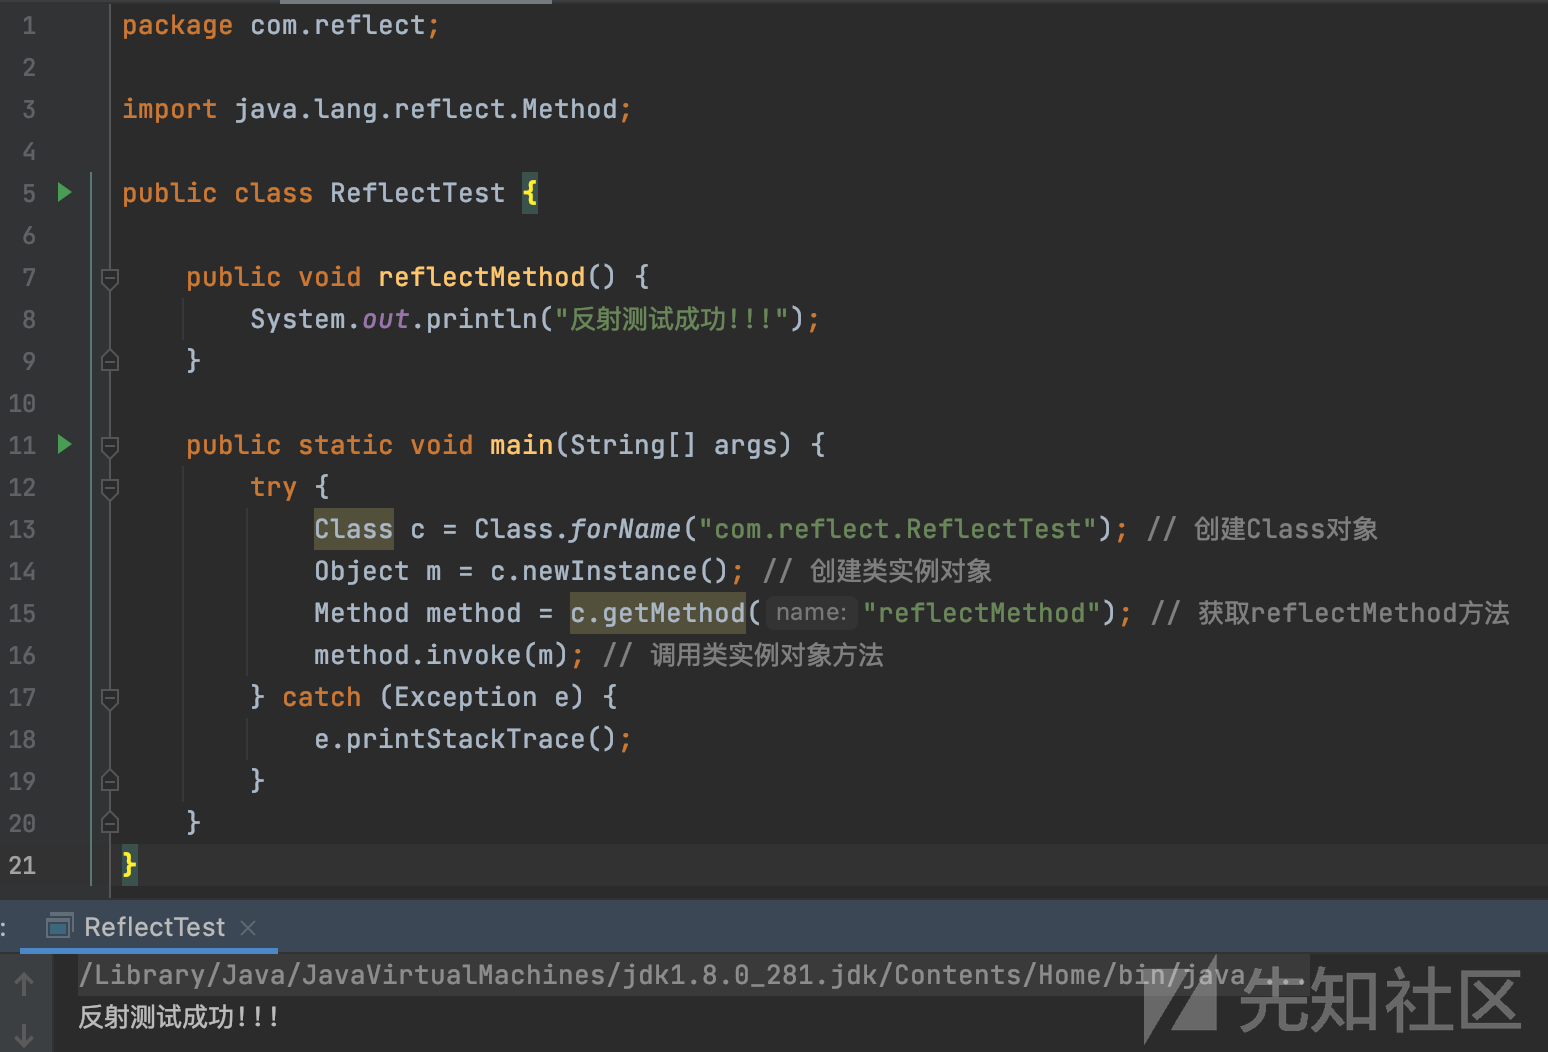 1 package com.reflect;
2
3 import java.lang.reflect.Method;
4
5 public class ReflectTest {
6
7 public void reflectMethod() {
8 System.out.println("反射测试成功!!!");
9 }
10
11 public static void main(String[] args) {
12 try {
13 Class c = Class.forName("com.reflect.ReflectTest"); // 创建Class对象
14 Object m = c.newInstance(); // 创建类实例对象
15 Method method = c.getMethod( name: "reflectMethod"); // 获取reflectMethod方法
16 method.invoke(m); // 调用类实例对象方法
17 } catch (Exception e) {
18 e.printStackTrace();
19 }
20 }
21 }
: ReflectTest ×
/Library/Java/JavaVirtualMachines/jdk1.8.0_281.jdk/Contents/Home/bin/java ...
反射测试成功!!!
先知社区